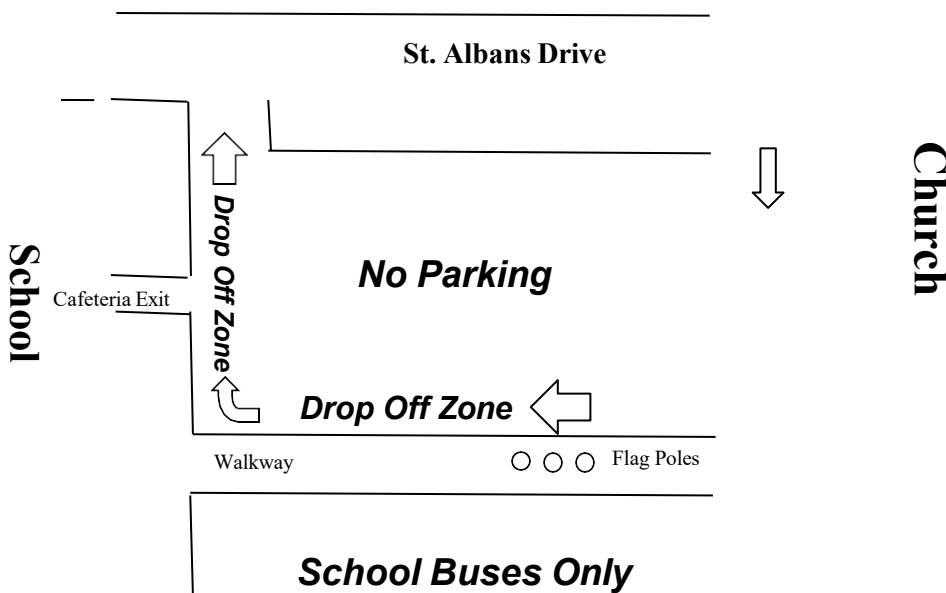 St. Albans Drive
Church
School
Drop Off Zone
No Parking
Cafeteria Exit
Drop Off Zone
Walkway
Flag Poles
School Buses Only